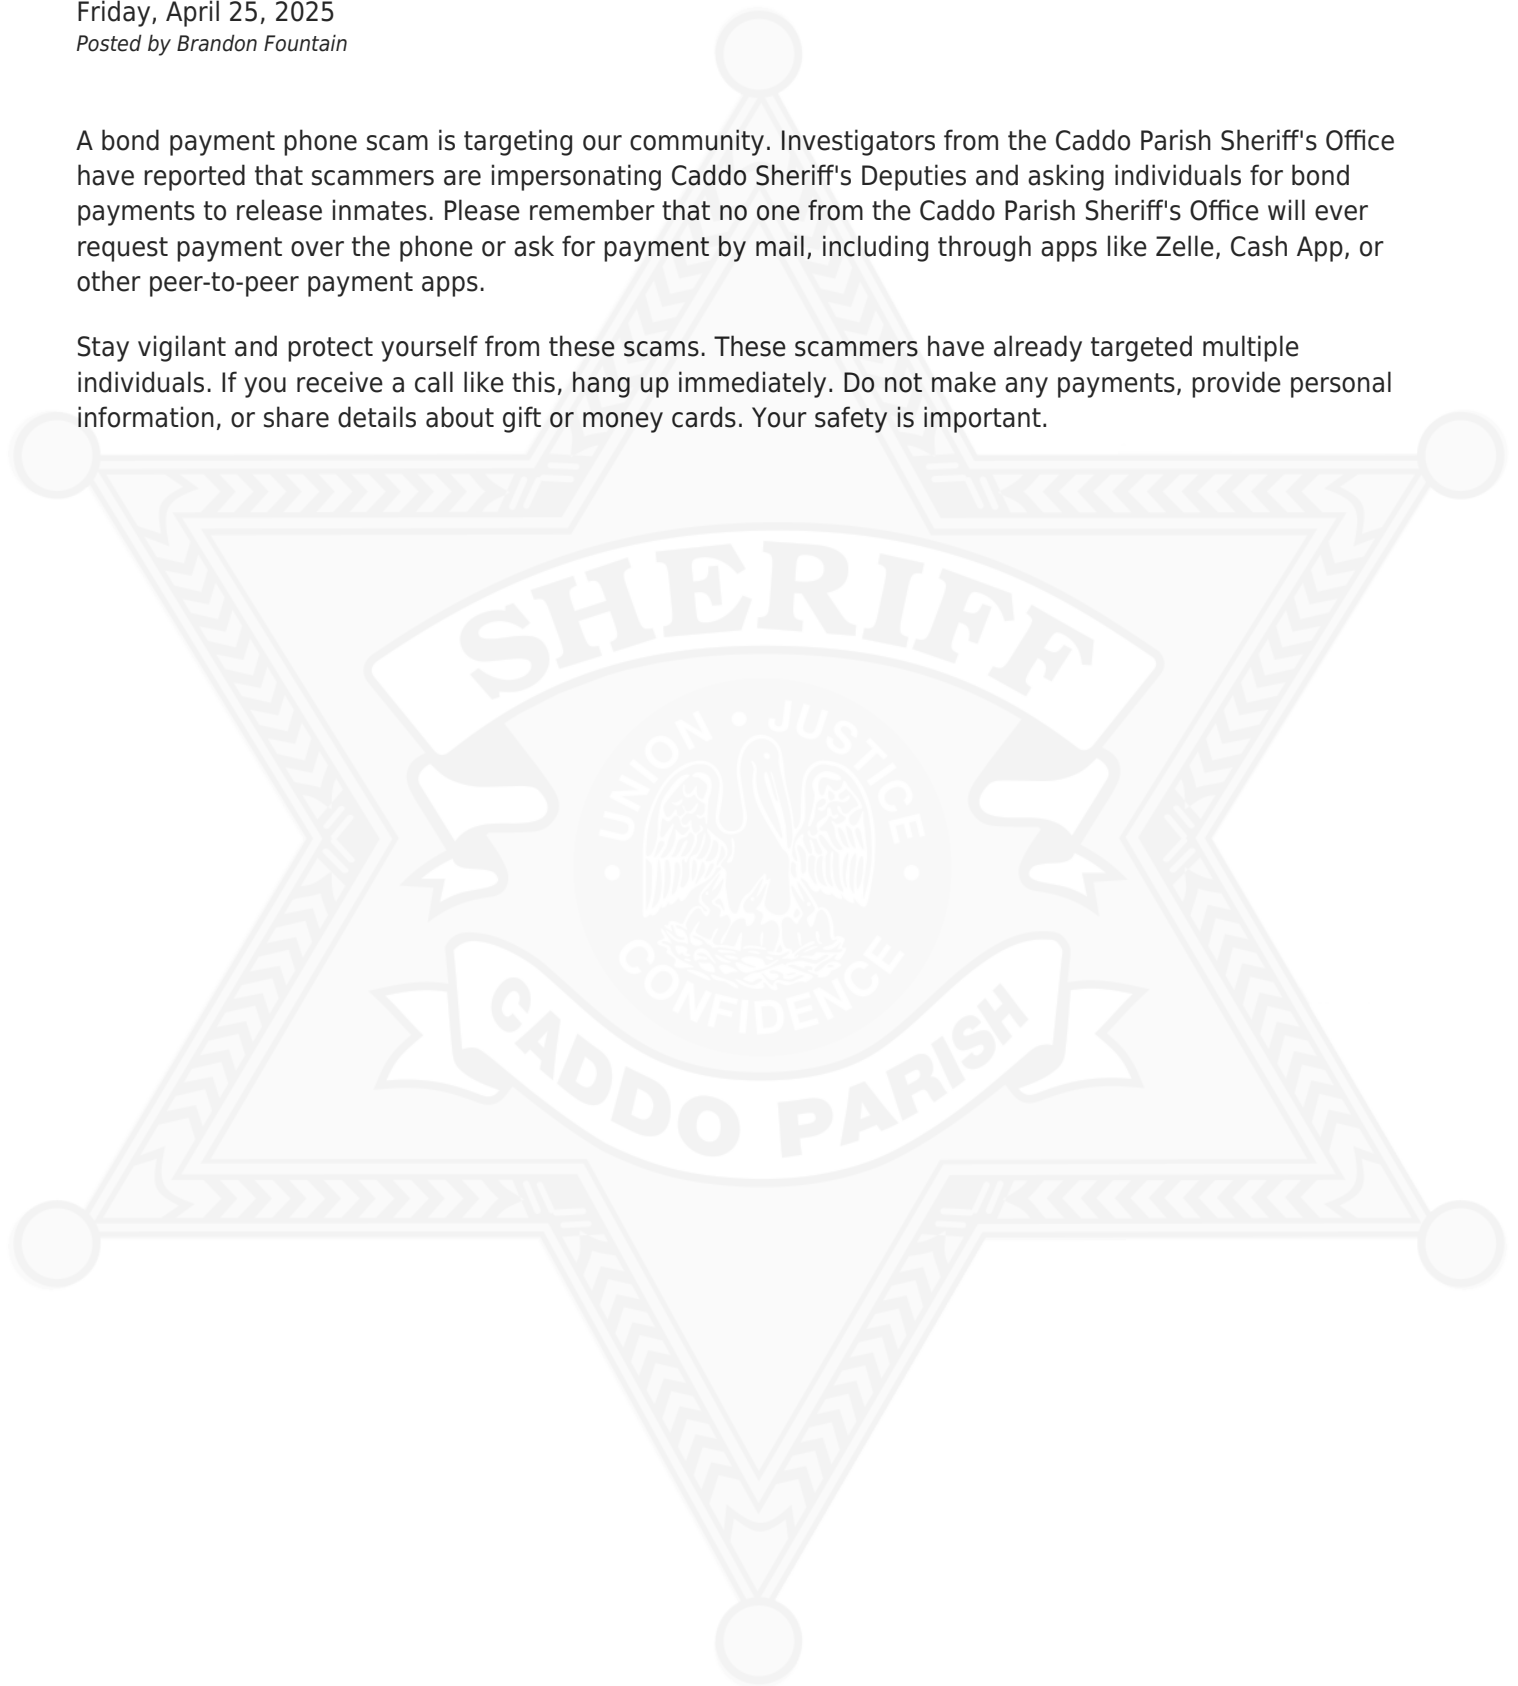 Friday, April 25, 2025
Posted by Brandon Fountain
A bond payment phone scam is targeting our community. Investigators from the Caddo Parish Sheriff's Office
have reported that scammers are impersonating Caddo Sheriff's Deputies and asking individuals for bond
payments to release inmates. Please remember that no one from the Caddo Parish Sheriff's Office will ever
request payment over the phone or ask for payment by mail, including through apps like Zelle, Cash App, or
other peer-to-peer payment apps.
Stay vigilant and protect yourself from these scams. These scammers have already targeted multiple
individuals. If you receive a call like this, hang up immediately. Do not make any payments, provide personal
information, or share details about gift or money cards. Your safety is important.
SHERIFF
UNION • JUSTICE
• CONFIDENCE •
CADDO PARISH